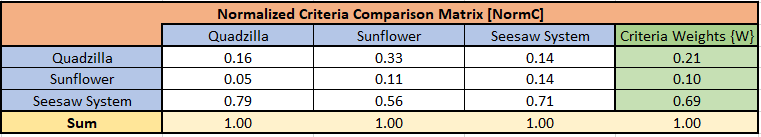 Normalized Criteria Comparison Matrix [NormC]
Quadzilla Sunflower Seesaw System Criteria Weights {W}
Quadzilla 0.16 0.33 0.14 0.21
Sunflower 0.05 0.11 0.14 0.10
Seesaw System 0.79 0.56 0.71 0.69
Sum 1.00 1.00 1.00 1.00